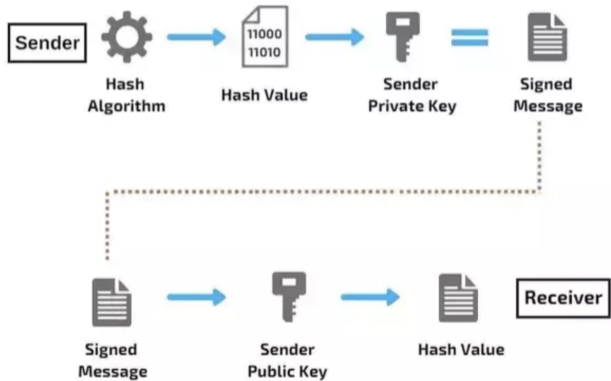 Sender
11000
11010
Hash
Algorithm
Hash Value
Sender
Private Key
Signed
Message
Signed
Message
Sender
Public Key
Hash Value
Receiver